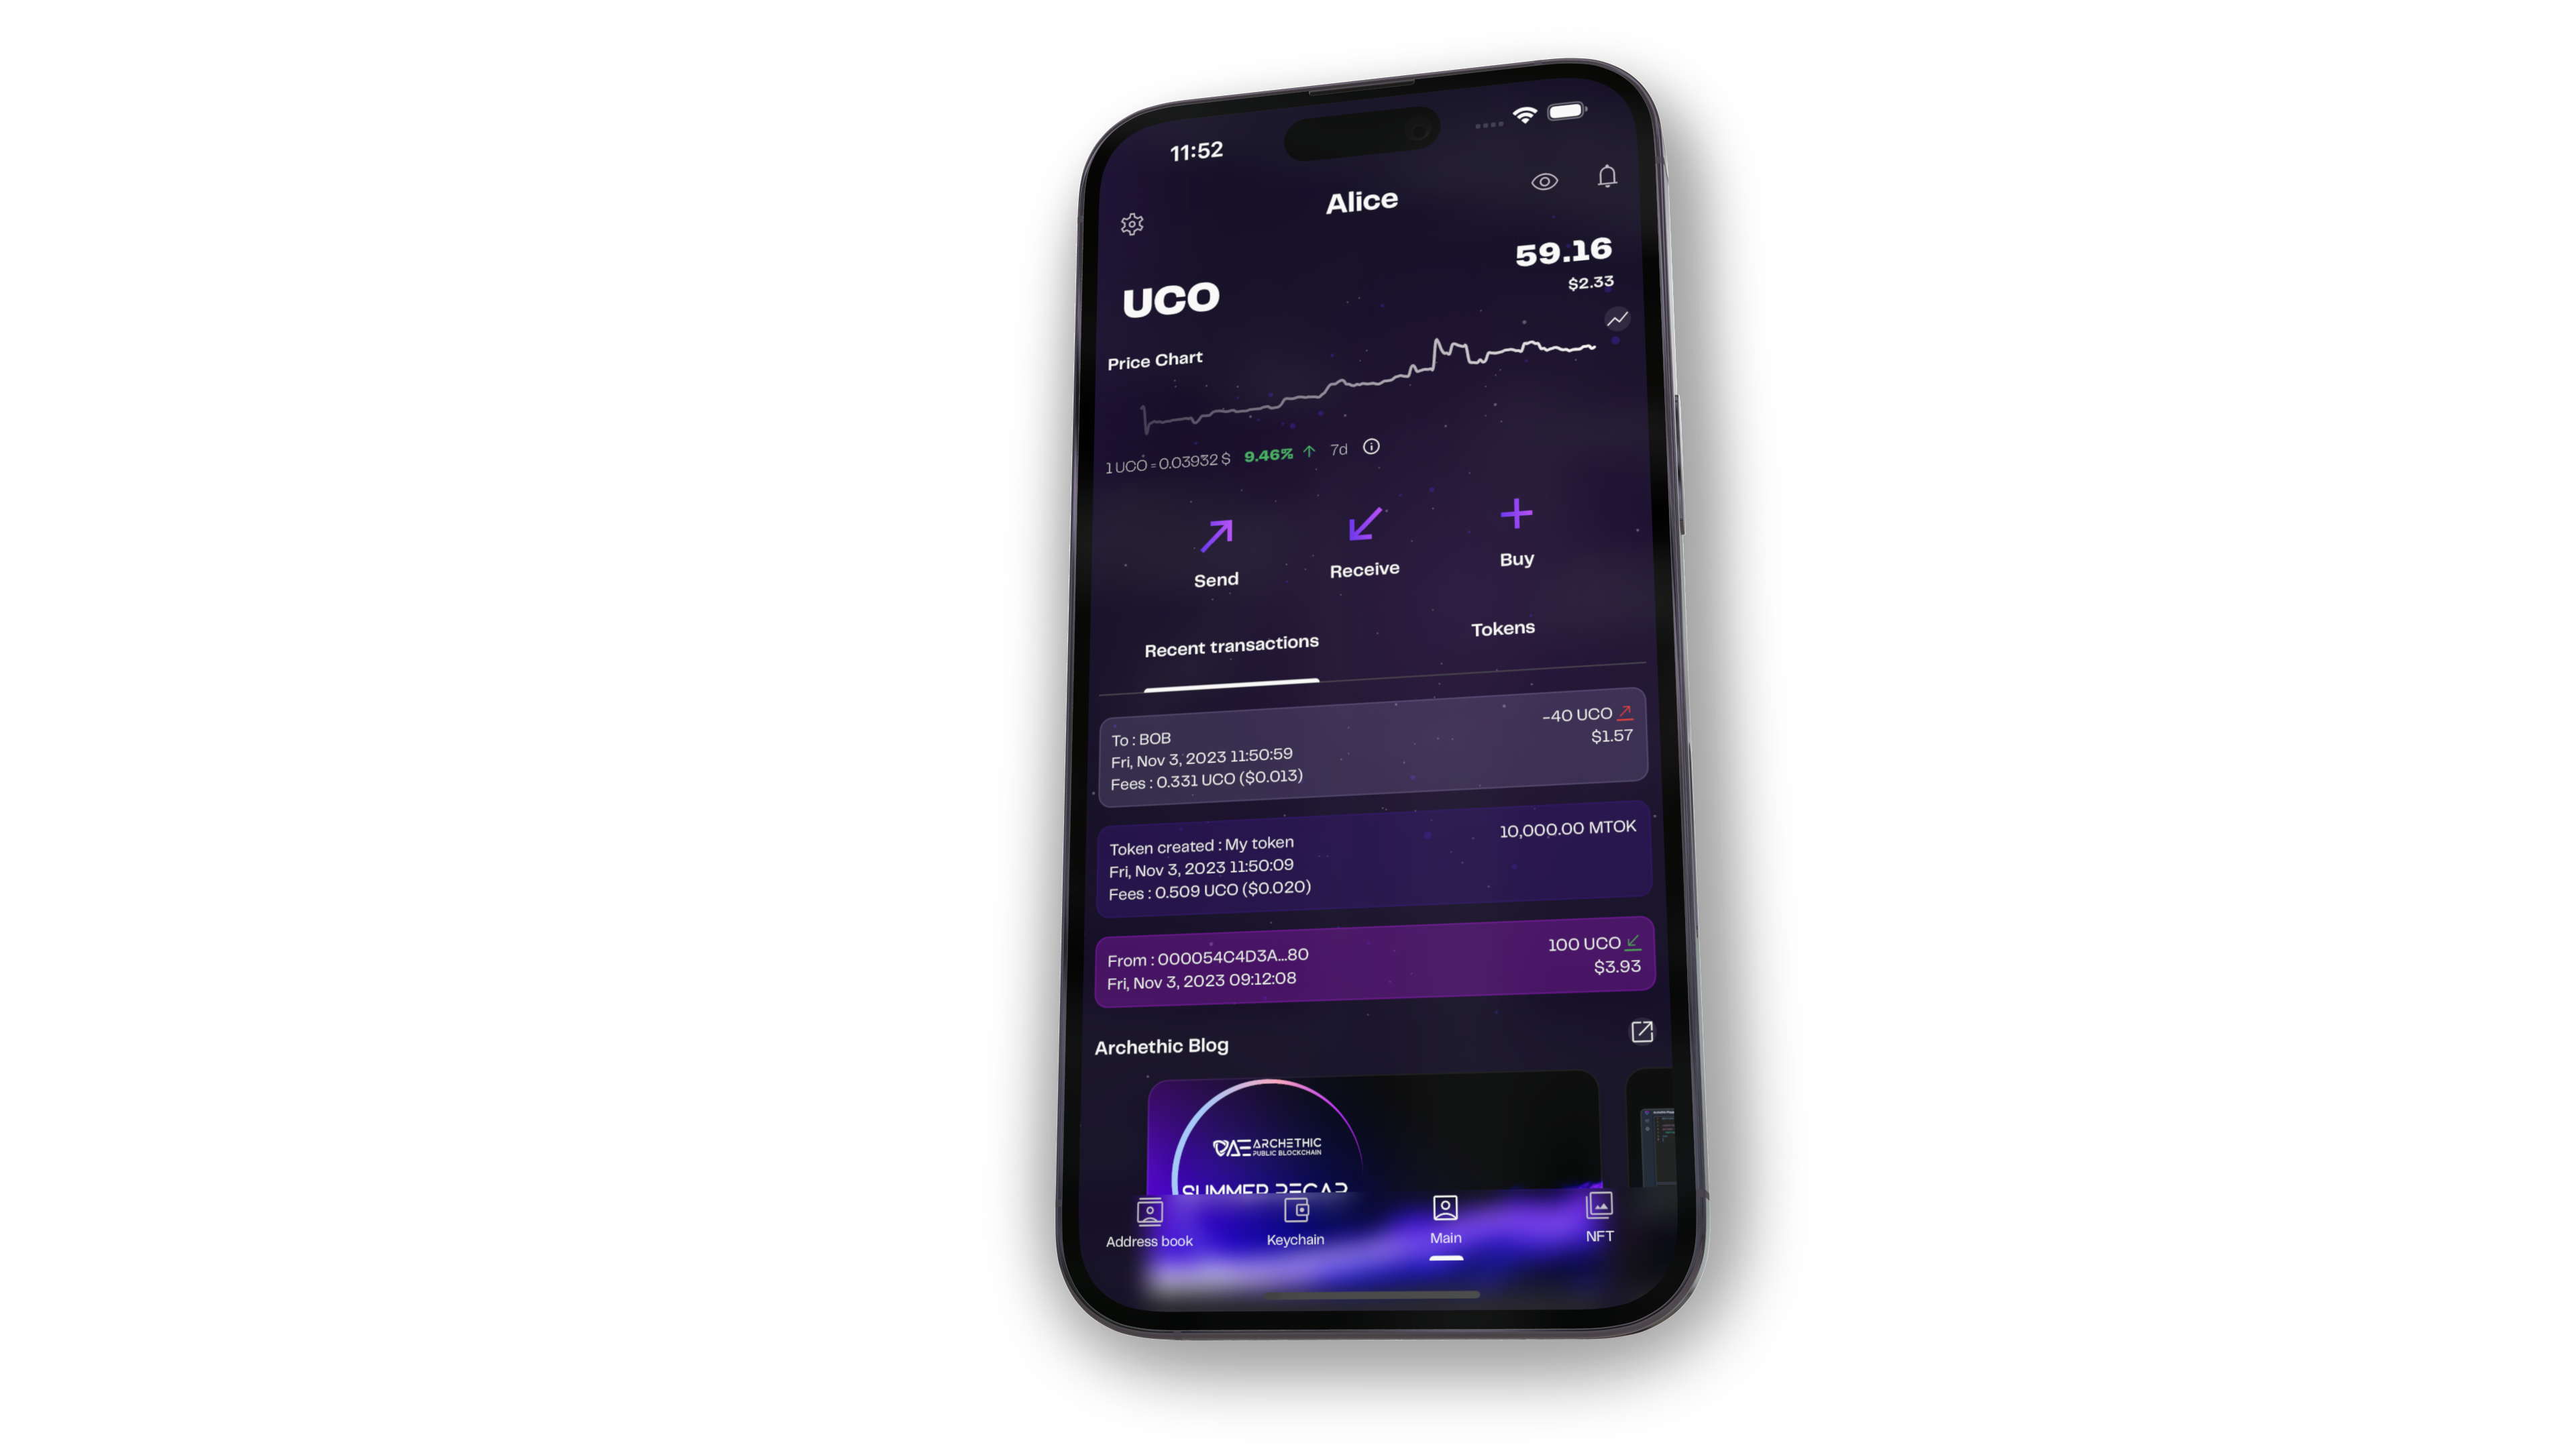 11:52
Alice
59.16
$2.33
UCO
Price Chart
1 UCO = 0.03932 $ 9.46% 7d
Send
Receive
Buy
Recent transactions
Tokens
To : BOB
-40 UCO
Fri, Nov 3, 2023 11:50:59
$1.57
Fees : 0.331 UCO ($0.013)
Token created : My token
10,000.00 MTOK
Fri, Nov 3, 2023 11:50:09
Fees : 0.509 UCO ($0.020)
From : 000054C4D3A...80
100 UCO
Fri, Nov 3, 2023 09:12:08
$3.93
Archethic Blog
ARCHETHIC
PUBLIC BLOCKCHAIN
SUMMER RECAP
Address book
Keychain
Main
NFT